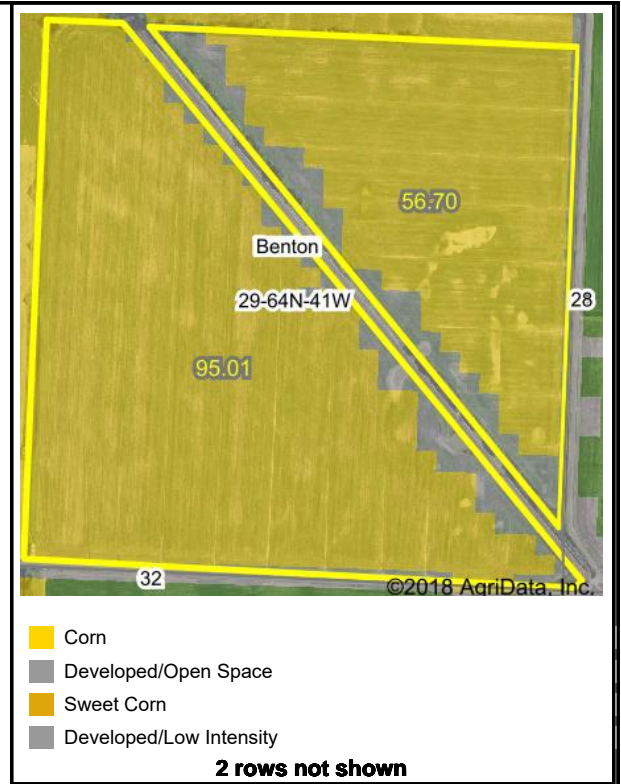 56.70
Benton
29-64N-41W
28
95.01
32
©2018 AgriData, Inc.
Corn
Developed/Open Space
Sweet Corn
Developed/Low Intensity
2 rows not shown